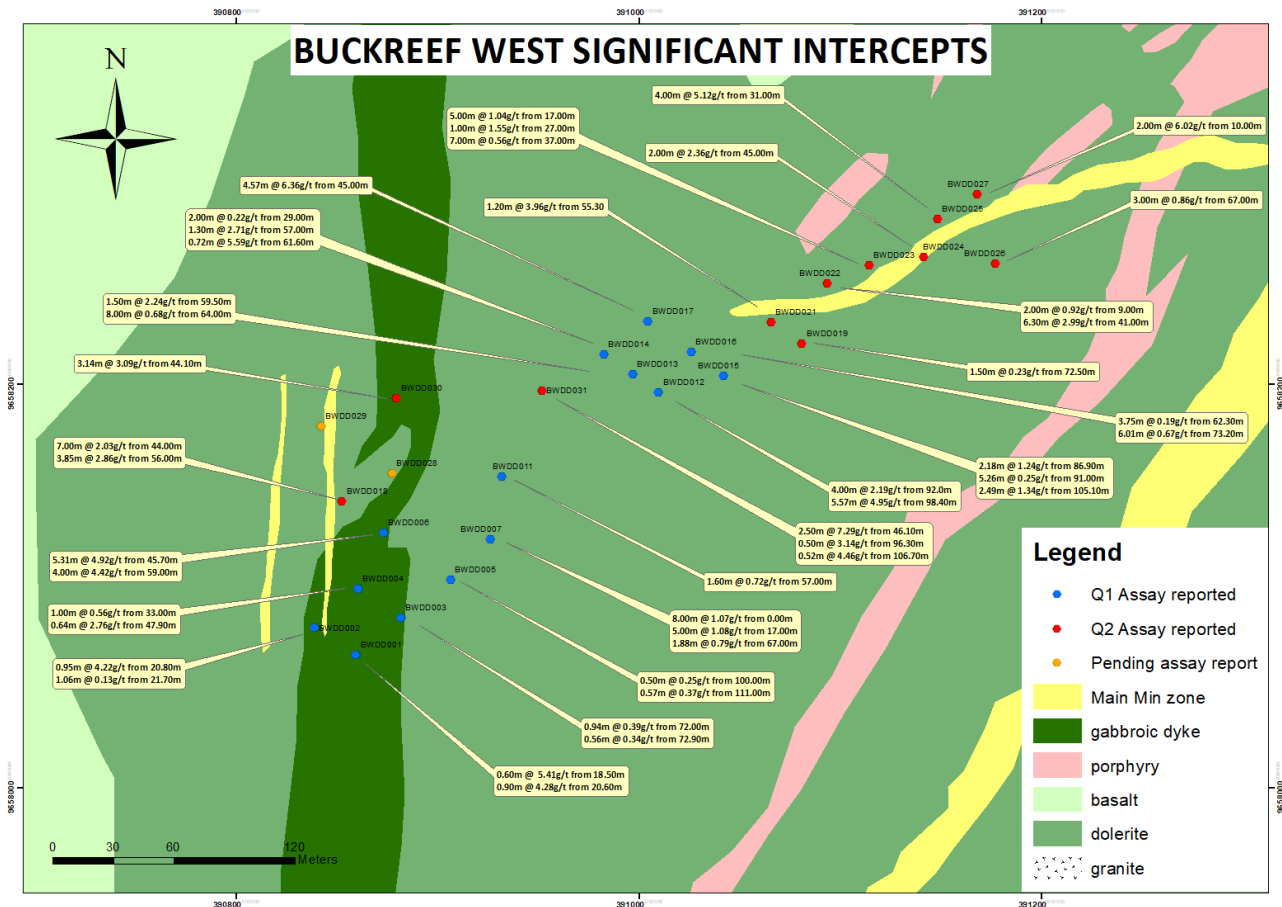 390800
391000
391200
BUCKREEF WEST SIGNIFICANT INTERCEPTS
N
4.00m @ 5.12g/t from 31.00m
5.00m @ 1.04g/t from 17.00m
1.00m @ 1.55g/t from 27.00m
7.00m @ 0.56g/t from 37.00m
2.00m @ 6.02g/t from 10.00m
2.00m @ 2.36g/t from 45.00m
4.57m @ 6.36g/t from 45.00m
BWDD027
3.00m @ 0.86g/t from 67.00m
1.20m @ 3.96g/t from 55.30
BWDD025
2.00m @ 0.22g/t from 29.00m
1.30m @ 2.71g/t from 57.00m
0.72m @ 5.59g/t from 61.60m
BWDD024
BWDD023
BWDD026
BWDD022
1.50m @ 2.24g/t from 59.50m
8.00m @ 0.68g/t from 64.00m
BWDD017
BWDD021
2.00m @ 0.92g/t from 9.00m
6.30m @ 2.99g/t from 41.00m
BWDD019
BWDD014
BWDD016
3.14m @ 3.09g/t from 44.10m
BWDD013
BWDD015
1.50m @ 0.23g/t from 72.50m
9658200
9658200
BWDD030
BWDD031
BWDD012
BWDD029
3.75m @ 0.19g/t from 62.30m
6.01m @ 0.67g/t from 73.20m
7.00m @ 2.03g/t from 44.00m
3.85m @ 2.86g/t from 56.00m
BWDD028
BWDD011
2.18m @ 1.24g/t from 86.90m
5.26m @ 0.25g/t from 91.00m
2.49m @ 1.34g/t from 105.10m
BWDD018
4.00m @ 2.19g/t from 92.0m
5.57m @ 4.95g/t from 98.40m
BWDD006
BWDD007
2.50m @ 7.29g/t from 46.10m
0.50m @ 3.14g/t from 96.30m
0.52m @ 4.46g/t from 106.70m
5.31m @ 4.92g/t from 45.70m
4.00m @ 4.42g/t from 59.00m
BWDD005
1.60m @ 0.72g/t from 57.00m
BWDD004
1.00m @ 0.56g/t from 33.00m
0.64m @ 2.76g/t from 47.90m
BWDD003
8.00m @ 1.07g/t from 0.00m
5.00m @ 1.08g/t from 17.00m
1.88m @ 0.79g/t from 67.00m
BWDD002
BWDD001
0.95m @ 4.22g/t from 20.80m
1.06m @ 0.13g/t from 21.70m
0.50m @ 0.25g/t from 100.00m
0.57m @ 0.37g/t from 111.00m
0.94m @ 0.39g/t from 72.00m
0.56m @ 0.34g/t from 72.90m
0.60m @ 5.41g/t from 18.50m
0.90m @ 4.28g/t from 20.60m
9658000
9658000
Legend
Q1 Assay reported
Q2 Assay reported
Pending assay report
Main Min zone
gabbroic dyke
porphyry
basalt
dolerite
granite
0 30 60 120
Meters
390800
391000
391200